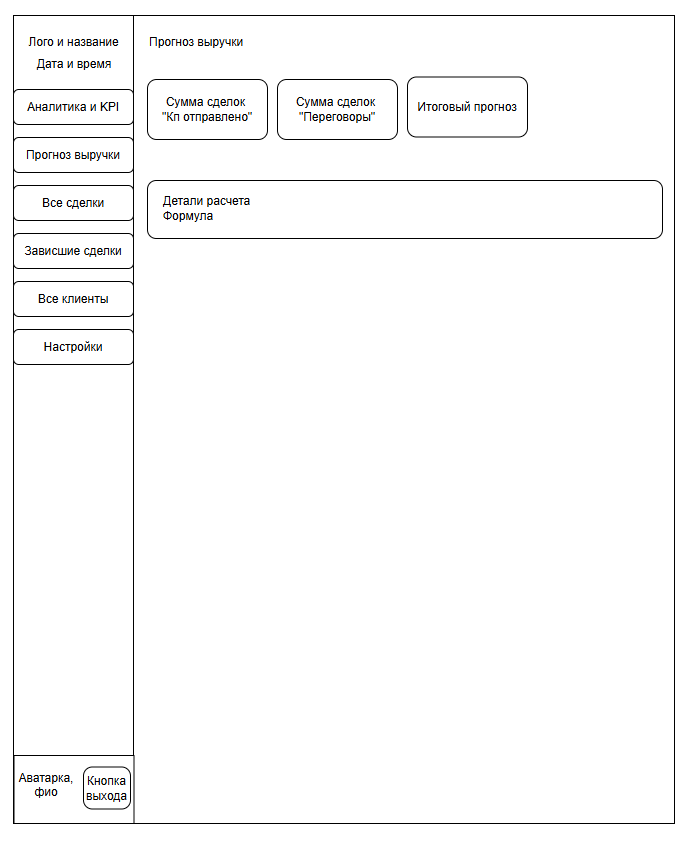 Лого и название
Дата и время
Аналитика и KPI
Прогноз выручки
Все сделки
Зависшие сделки
Все клиенты
Настройки
Аватарка,
фио
Кнопка
выхода
Прогноз выручки
Сумма сделок
"Кп отправлено"
Сумма сделок
"Переговоры"
Итоговый прогноз
Детали расчета
Формула